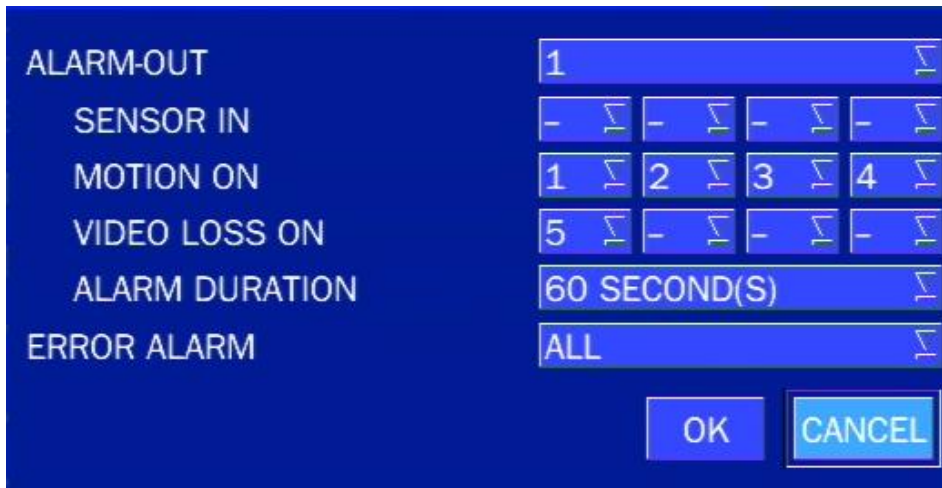 ALARM-OUT 1
SENSOR IN - - - -
MOTION ON 1 2 3 4
VIDEO LOSS ON 5 - - -
ALARM DURATION 60 SECOND(S)
ERROR ALARM ALL
OK CANCEL